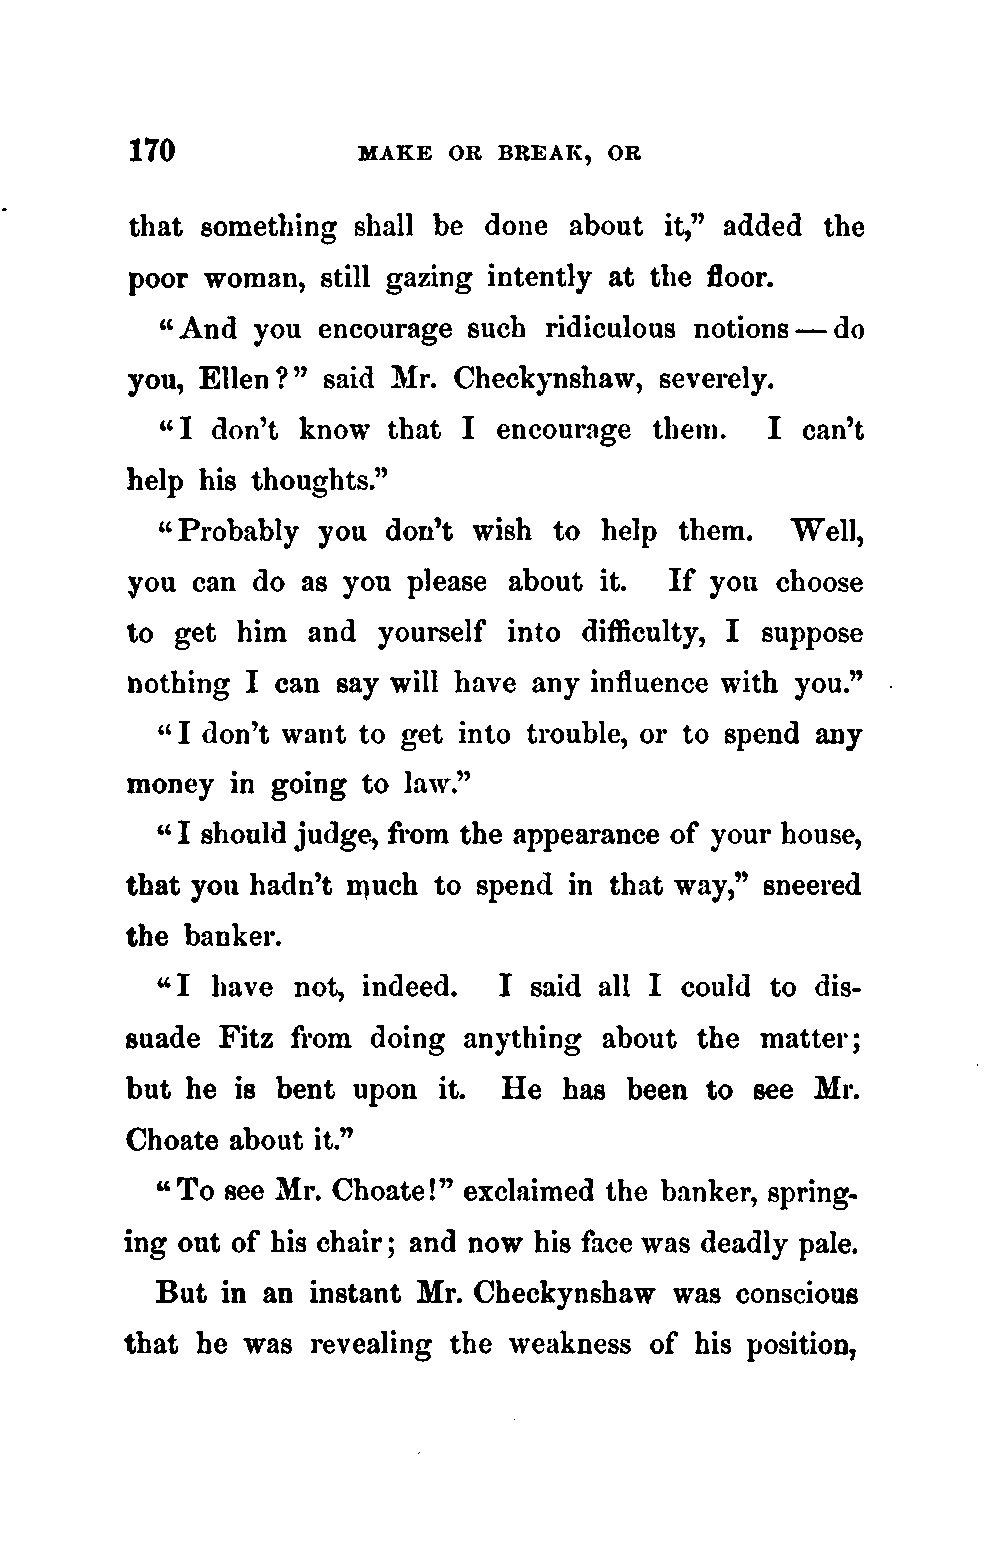 170 MAKE OR BREAK, OR
that something shall be done about it,” added the
poor woman, still gazing intently at the floor.
“And you encourage such ridiculous notions — do
you, Ellen?” said Mr. Checkynshaw, severely.
“I don’t know that I encourage them. I can’t
help his thoughts.”
“Probably you don’t wish to help them. Well,
you can do as you please about it. If you choose
to get him and yourself into difficulty, I suppose
nothing I can say will have any influence with you.”
“I don’t want to get into trouble, or to spend any
money in going to law.”
“I should judge, from the appearance of your house,
that you hadn’t much to spend in that way,” sneered
the banker.
“I have not, indeed. I said all I could to dis-
suade Fitz from doing anything about the matter;
but he is bent upon it. He has been to see Mr.
Choate about it.”
“To see Mr. Choate!” exclaimed the banker, spring-
ing out of his chair; and now his face was deadly pale.
But in an instant Mr. Checkynshaw was conscious
that he was revealing the weakness of his position,